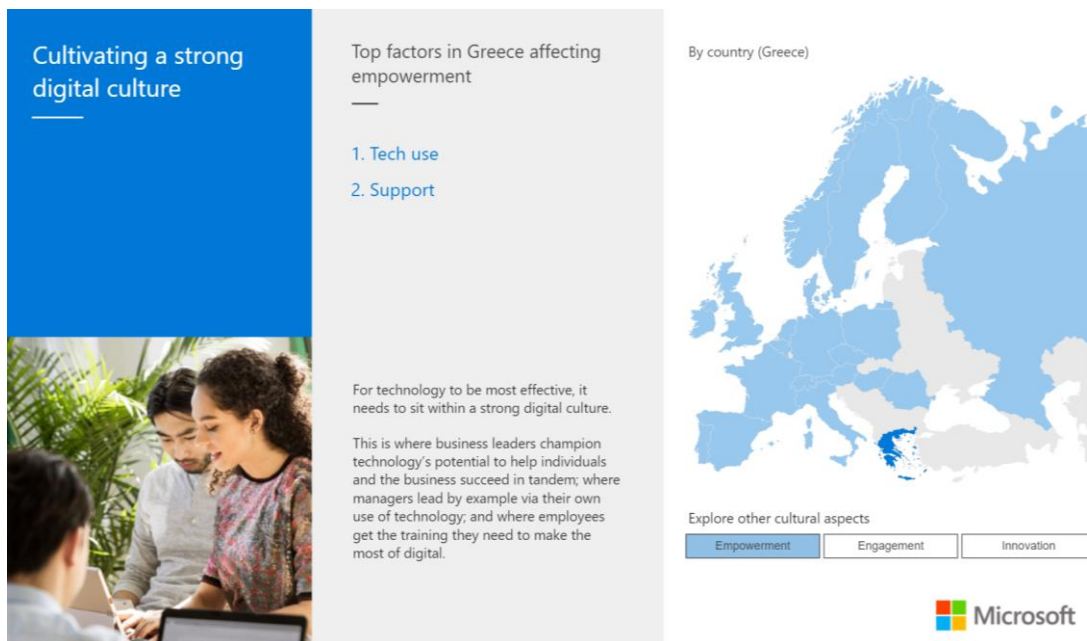 Cultivating a strong
digital culture
Top factors in Greece affecting
empowerment
1. Tech use
2. Support
For technology to be most effective, it
needs to sit within a strong digital culture.
This is where business leaders champion
technology's potential to help individuals
and the business succeed in tandem; where
managers lead by example via their own
use of technology; and where employees
get the training they need to make the
most of digital.
By country (Greece)
Explore other cultural aspects
Empowerment
Engagement
Innovation
Microsoft